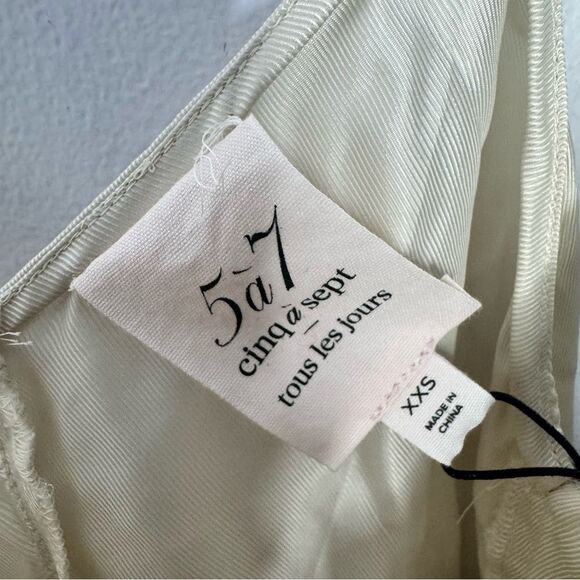 5à7
cinq à sept
—
tous les jours
XXS
MADE IN
CHINA